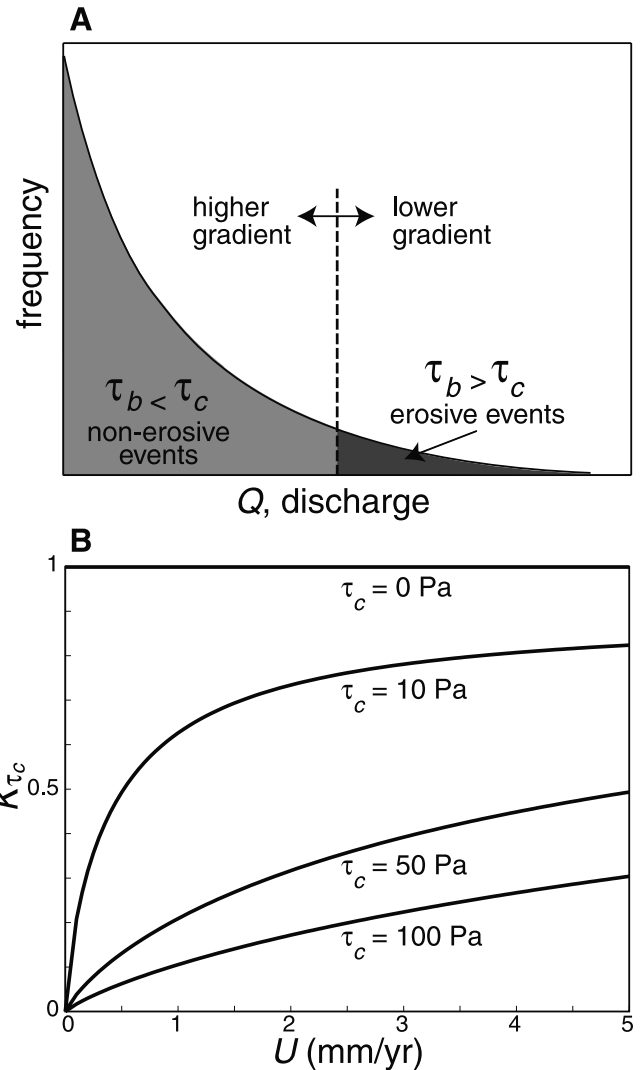 A
frequency
higher
gradient
lower
gradient
τb < τc
non-erosive
events
τb > τc
erosive events
Q, discharge
B
1
0.5
0
Kτc
τc = 0 Pa
τc = 10 Pa
τc = 50 Pa
τc = 100 Pa
0 1 2 3 4 5
U (mm/yr)